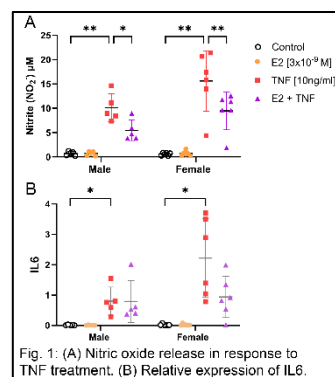 A
** * ** **
Nitrite (NO₂⁻) µM
25
20
15
10
5
0
Male Female
Control
E2 [3x10⁻⁹ M]
TNF [10ng/ml]
E2 + TNF
B
* *
IL6
4
3
2
1
0
Male Female
Fig. 1: (A) Nitric oxide release in response to
TNF treatment. (B) Relative expression of IL6.